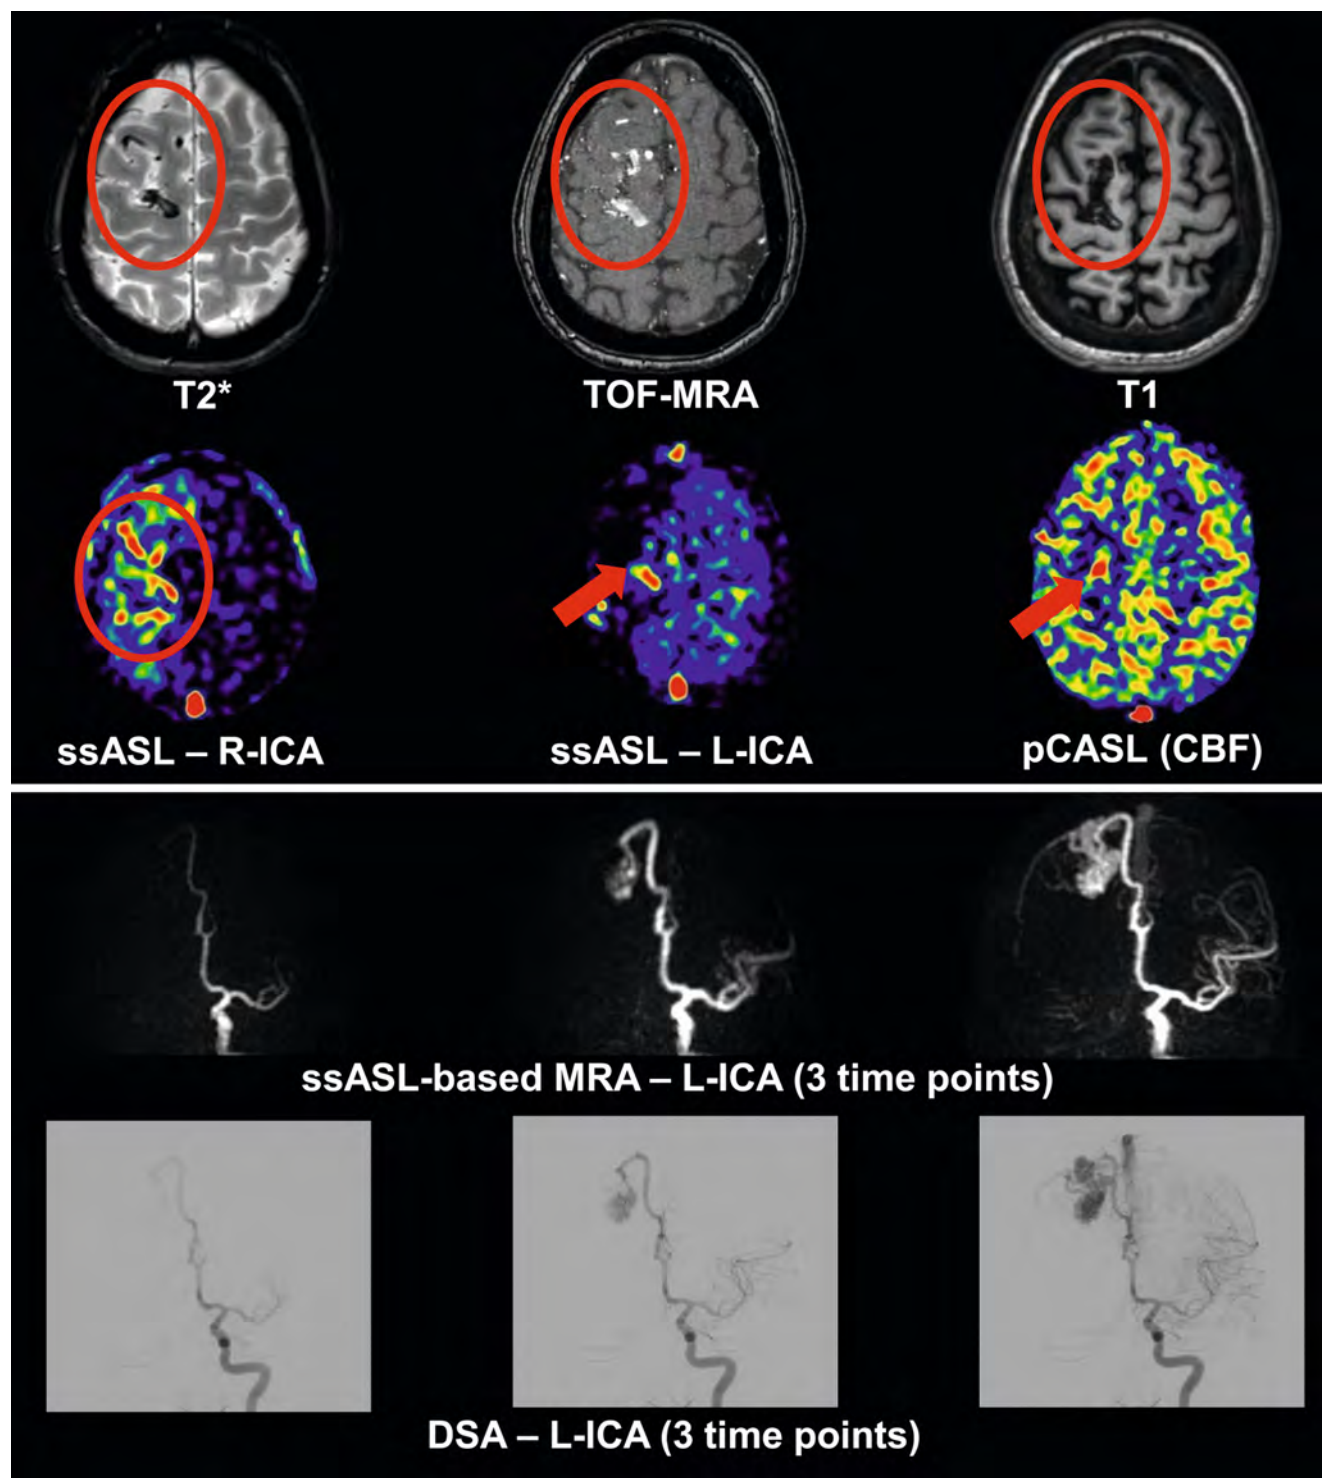 T2*
TOF-MRA
T1
ssASL – R-ICA
ssASL – L-ICA
pCASL (CBF)
ssASL-based MRA – L-ICA (3 time points)
DSA – L-ICA (3 time points)